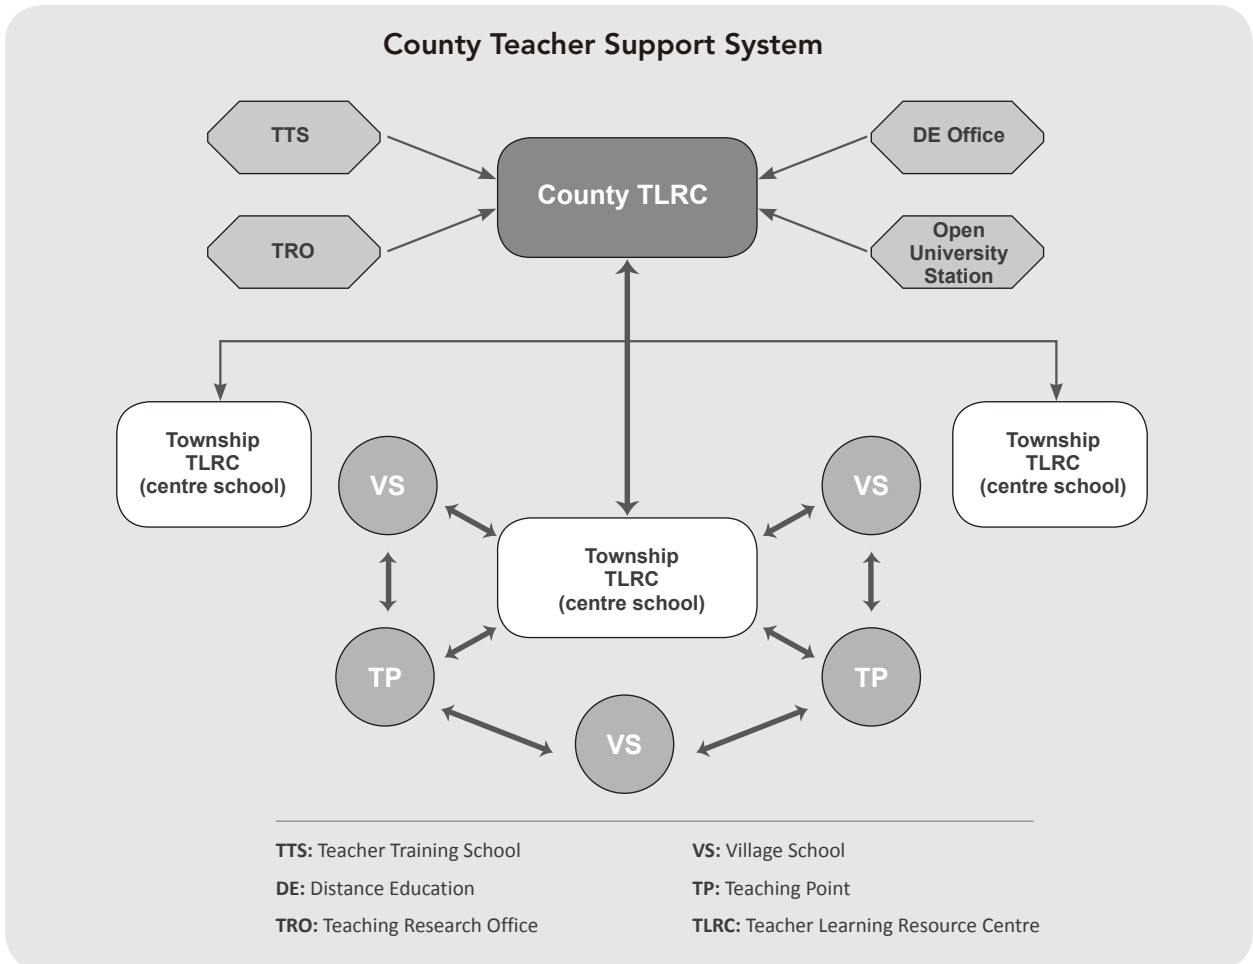 County Teacher Support System
TTS
DE Office
County TLRC
TRO
Open
University
Station
Township
TLRC
(centre school)
VS
VS
Township
TLRC
(centre school)
Township
TLRC
(centre school)
TP
TP
VS
TTS: Teacher Training School
VS: Village School
DE: Distance Education
TP: Teaching Point
TRO: Teaching Research Office
TLRC: Teacher Learning Resource Centre